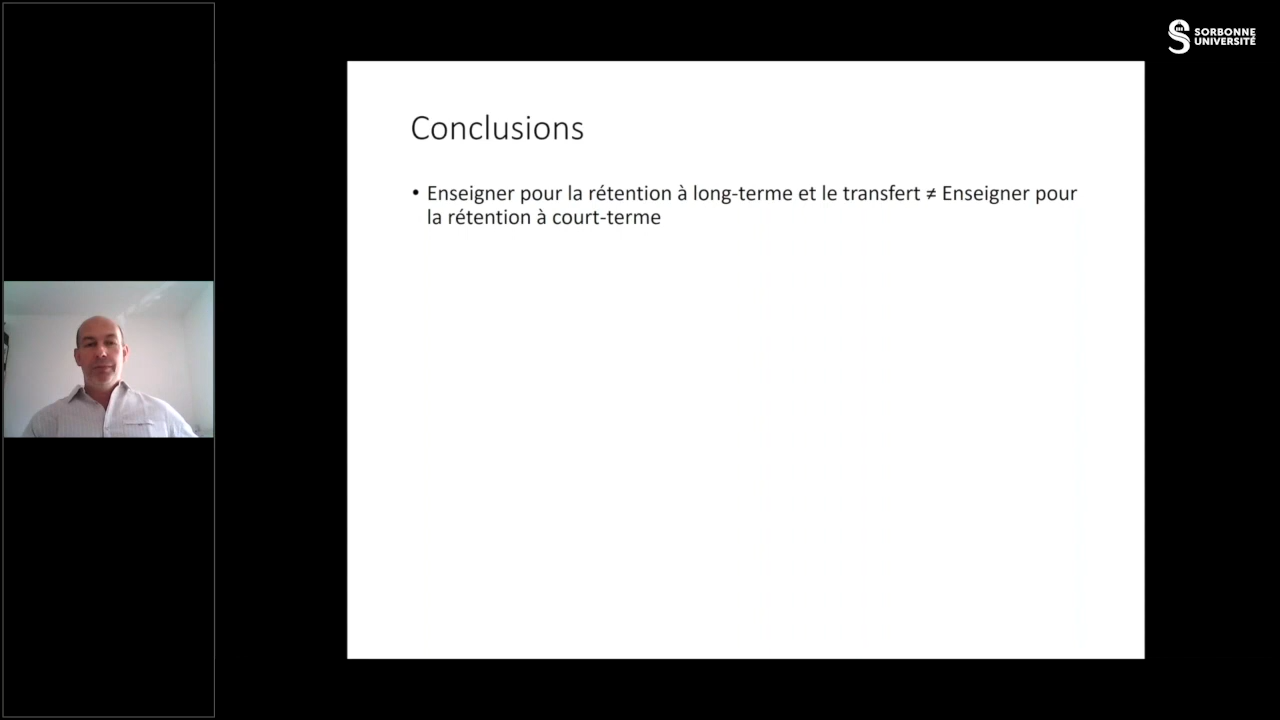 SORBONNE
UNIVERSITÉ
Conclusions
• Enseigner pour la rétention à long-terme et le transfert ≠ Enseigner pour
la rétention à court-terme